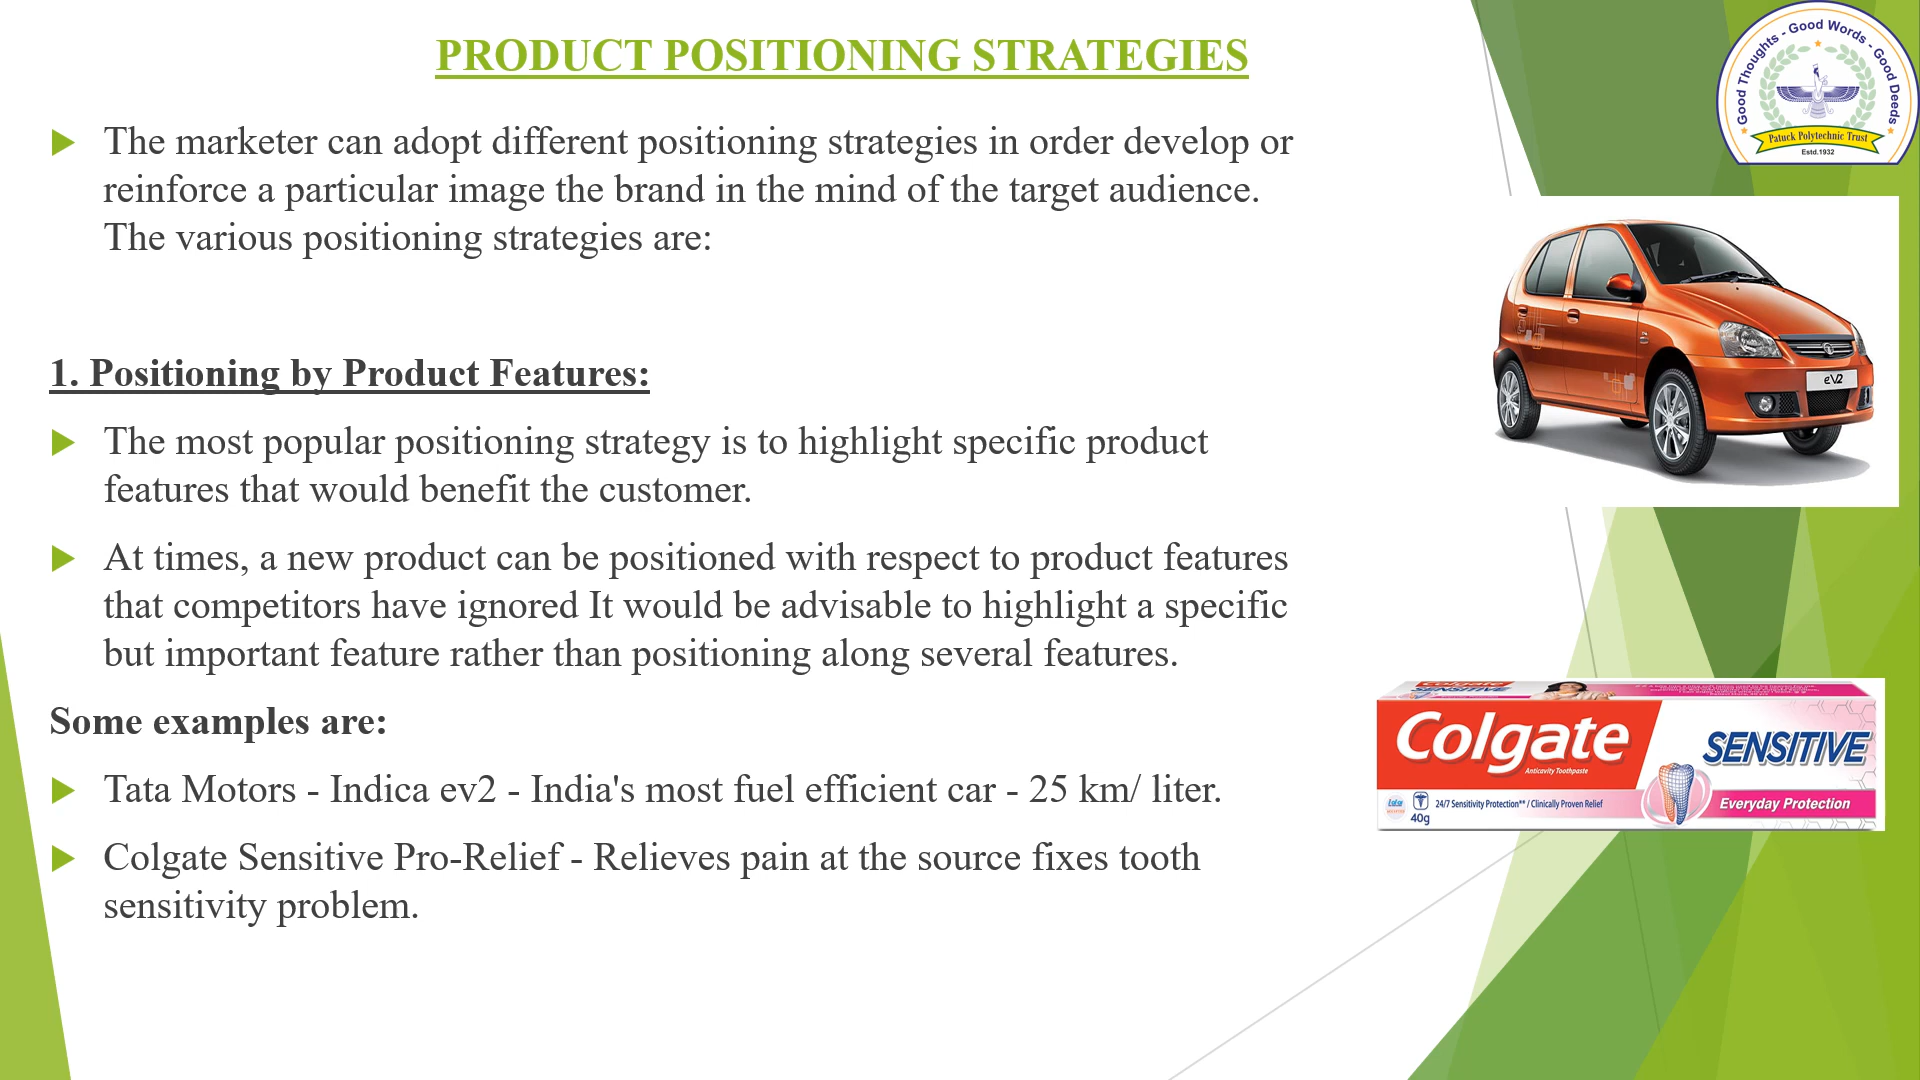 PRODUCT POSITIONING STRATEGIES
The marketer can adopt different positioning strategies in order develop or
reinforce a particular image the brand in the mind of the target audience.
The various positioning strategies are:
1. Positioning by Product Features:
The most popular positioning strategy is to highlight specific product
features that would benefit the customer.
At times, a new product can be positioned with respect to product features
that competitors have ignored It would be advisable to highlight a specific
but important feature rather than positioning along several features.
Some examples are:
Tata Motors - Indica ev2 - India's most fuel efficient car - 25 km/ liter.
Colgate Sensitive Pro-Relief - Relieves pain at the source fixes tooth
sensitivity problem.
Good Thoughts - Good Words - Good Deeds
Patuck Polytechnic Trust
Estd.1932
eV2
Colgate
SENSITIVE
Colgate
Anticavity Toothpaste
SENSITIVE
24/7 Sensitivity Protection** / Clinically Proven Relief
Everyday Protection
40g